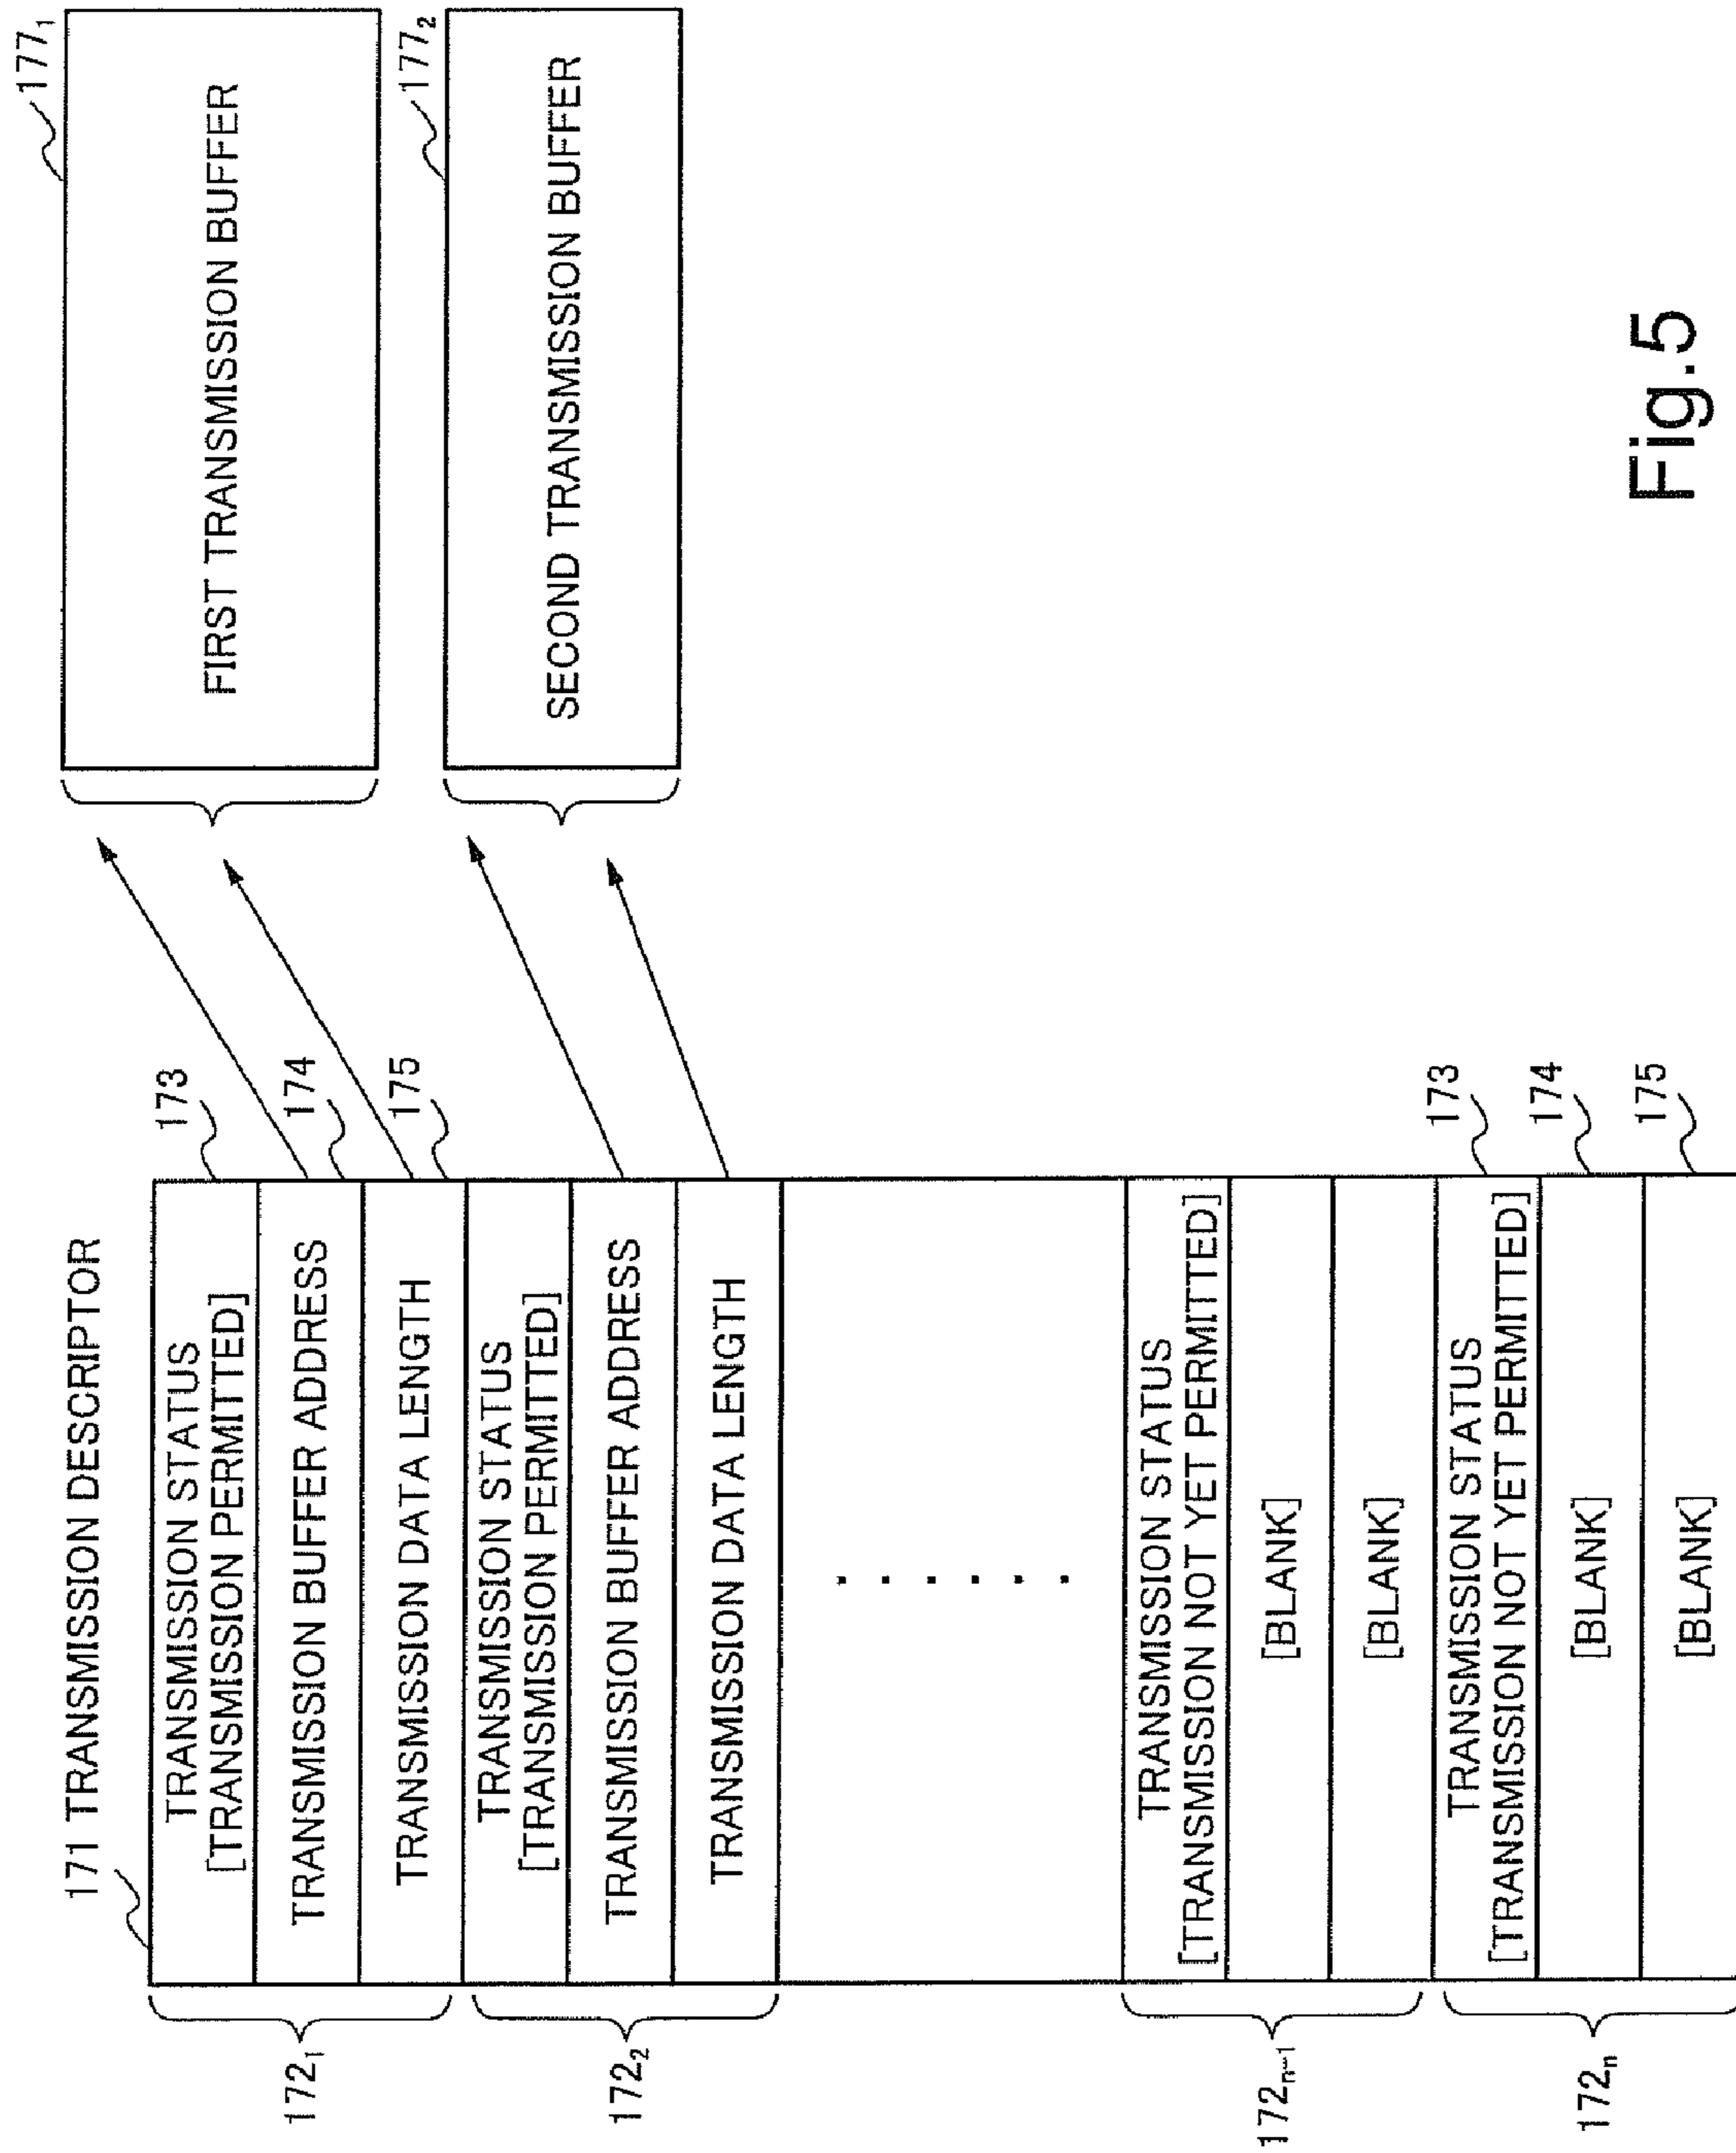 171 TRANSMISSION DESCRIPTOR
TRANSMISSION STATUS
[TRANSMISSION PERMITTED]
173
TRANSMISSION BUFFER ADDRESS
174
TRANSMISSION DATA LENGTH
175
172₁
TRANSMISSION STATUS
[TRANSMISSION PERMITTED]
TRANSMISSION BUFFER ADDRESS
TRANSMISSION DATA LENGTH
172₂
177₁
FIRST TRANSMISSION BUFFER
177₂
SECOND TRANSMISSION BUFFER
......
TRANSMISSION STATUS
[TRANSMISSION NOT YET PERMITTED]
[BLANK]
[BLANK]
172ₙ₋₁
TRANSMISSION STATUS
[TRANSMISSION NOT YET PERMITTED]
173
[BLANK]
174
[BLANK]
175
172ₙ
Fig.5